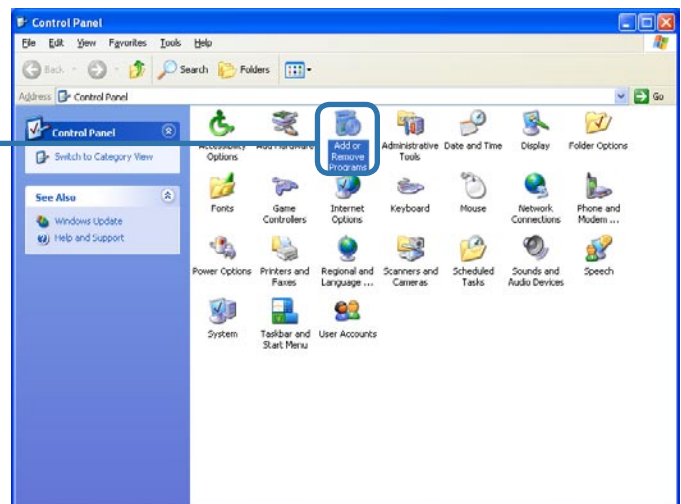 Control Panel
File Edit View Favorites Tools Help
Back Search Folders
Address Control Panel Go
Control Panel
Switch to Category View
See Also
Windows Update
Help and Support
Accessibility Options
Add Hardware
Add or Remove Programs
Administrative Tools
Date and Time
Display
Folder Options
Fonts
Game Controllers
Internet Options
Keyboard
Mouse
Network Connections
Phone and Modem ...
Power Options
Printers and Faxes
Regional and Language ...
Scanners and Cameras
Scheduled Tasks
Sounds and Audio Devices
Speech
System
Taskbar and Start Menu
User Accounts